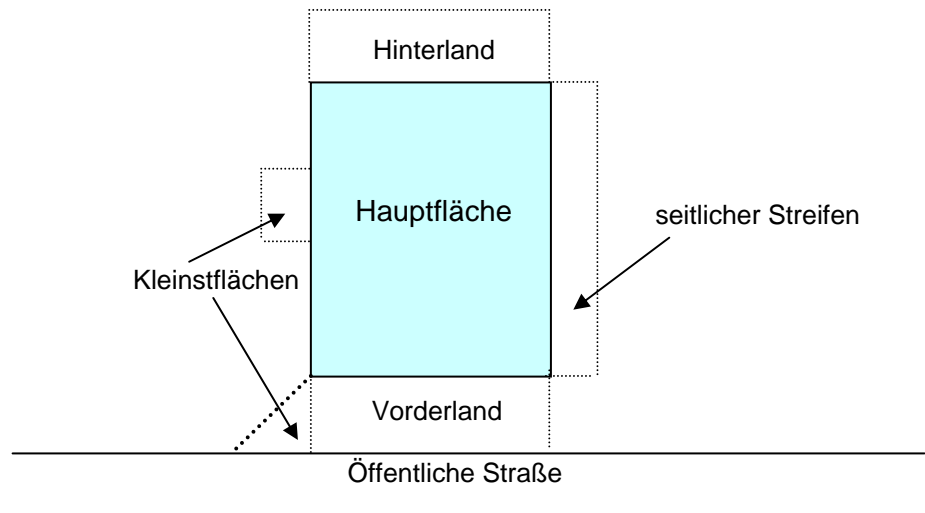 Hinterland
Hauptfläche
seitlicher Streifen
Kleinstflächen
Vorderland
Öffentliche Straße